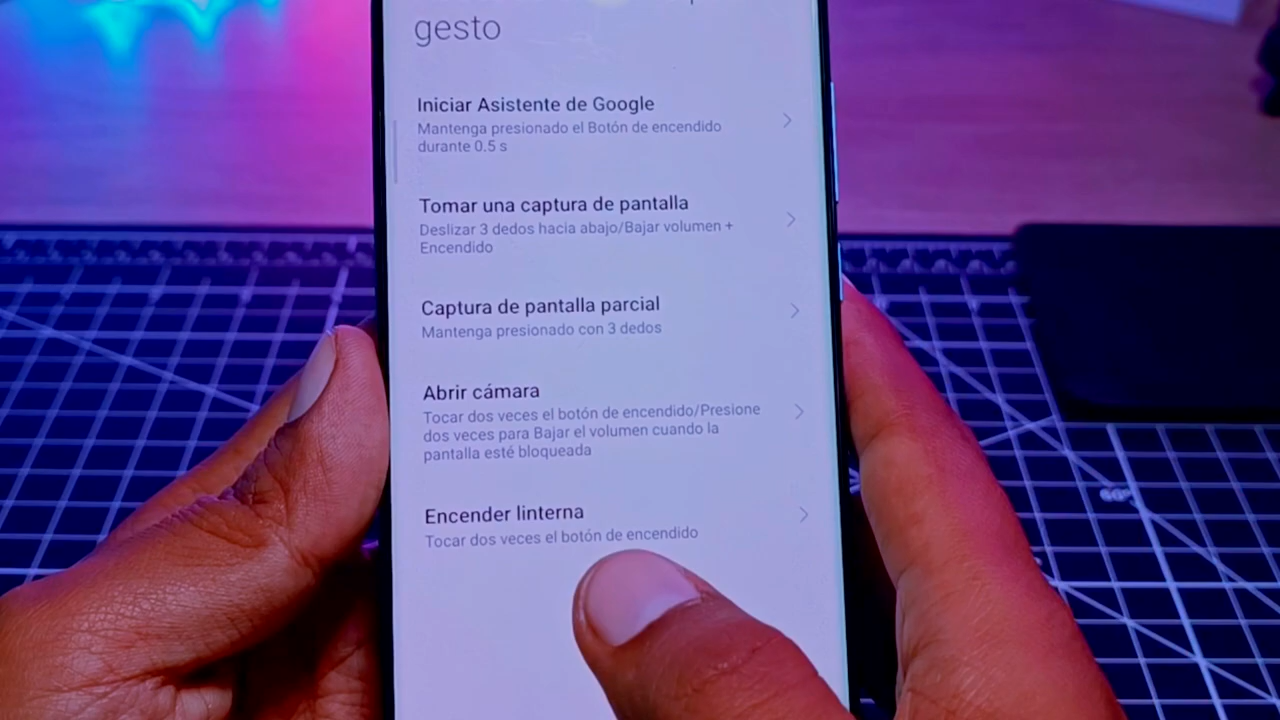 gesto
Iniciar Asistente de Google
Mantenga presionado el Botón de encendido
durante 0.5 s
Tomar una captura de pantalla
Deslizar 3 dedos hacia abajo/Bajar volumen +
Encendido
Captura de pantalla parcial
Mantenga presionado con 3 dedos
Abrir cámara
Tocar dos veces el botón de encendido/Presione
dos veces para Bajar el volumen cuando la
pantalla esté bloqueada
Encender linterna
Tocar dos veces el botón de encendido
60°